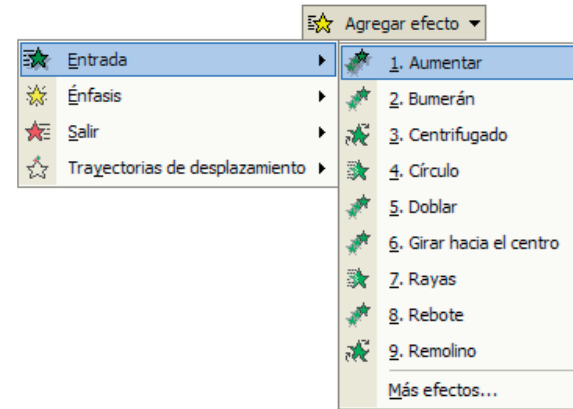 Agregar efecto
Entrada
Énfasis
Salir
Trayectorias de desplazamiento
1. Aumentar
2. Bumerán
3. Centrifugado
4. Círculo
5. Doblar
6. Girar hacia el centro
7. Rayas
8. Rebote
9. Remolino
Más efectos...